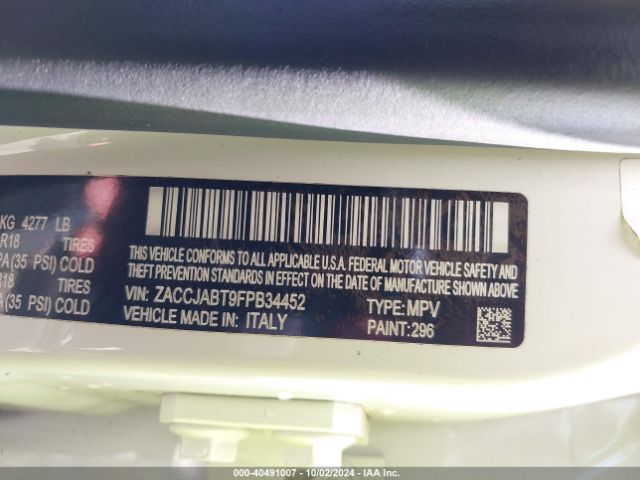 KG 4277 LB
R18 TIRES
PA (35 PSI) COLD
R18 TIRES
A (35 PSI) COLD
THIS VEHICLE CONFORMS TO ALL APPLICABLE U.S.A. FEDERAL MOTOR VEHICLE SAFETY
BUMPER, AND THEFT PREVENTION STANDARDS IN EFFECT ON THE DATE OF MANUFACTURE SHOWN ABOVE.
VIN: ZACCJABT9FPB34452 TYPE: MPV
VEHICLE MADE IN: ITALY PAINT: 296
000-40491007 - 10/02/2024 - IAA Inc.